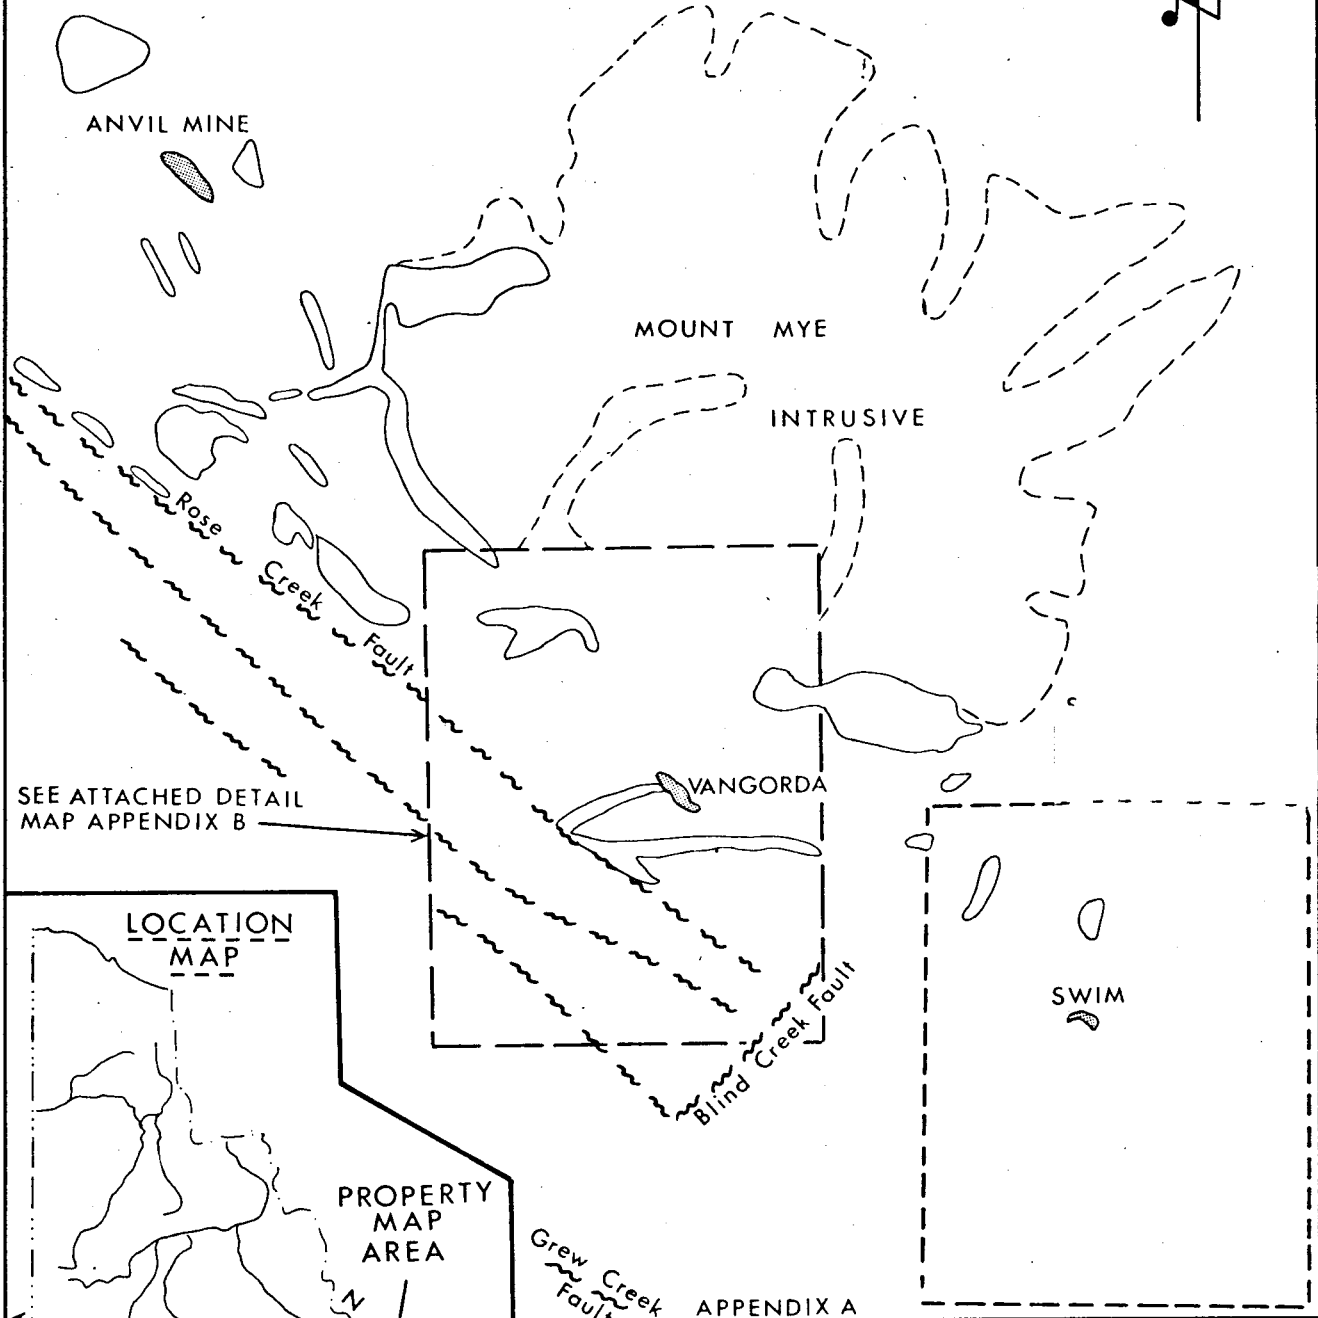 ANVIL MINE
MOUNT MYE
INTRUSIVE
Rose Creek Fault
VANGORDA
SEE ATTACHED DETAIL
MAP APPENDIX B
LOCATION
MAP
SWIM
Blind Creek Fault
PROPERTY
MAP
AREA
Grew Creek
Fault
APPENDIX A
N